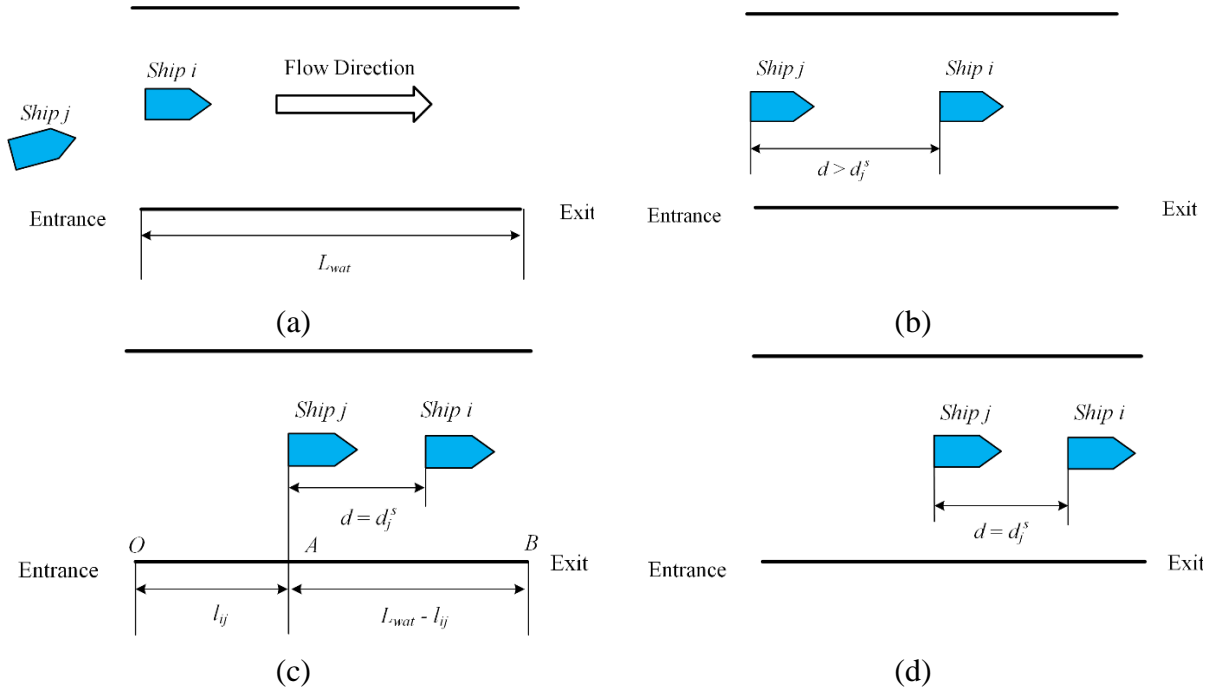 Ship i
Flow Direction
Ship j
Entrance
Exit
L_wat
(a)
Ship j
Ship i
d > d_j^s
Entrance
Exit
(b)
Ship j
Ship i
d = d_j^s
O
A
B
Entrance
Exit
l_ij
L_wat - l_ij
(c)
Ship j
Ship i
d = d_j^s
Entrance
Exit
(d)